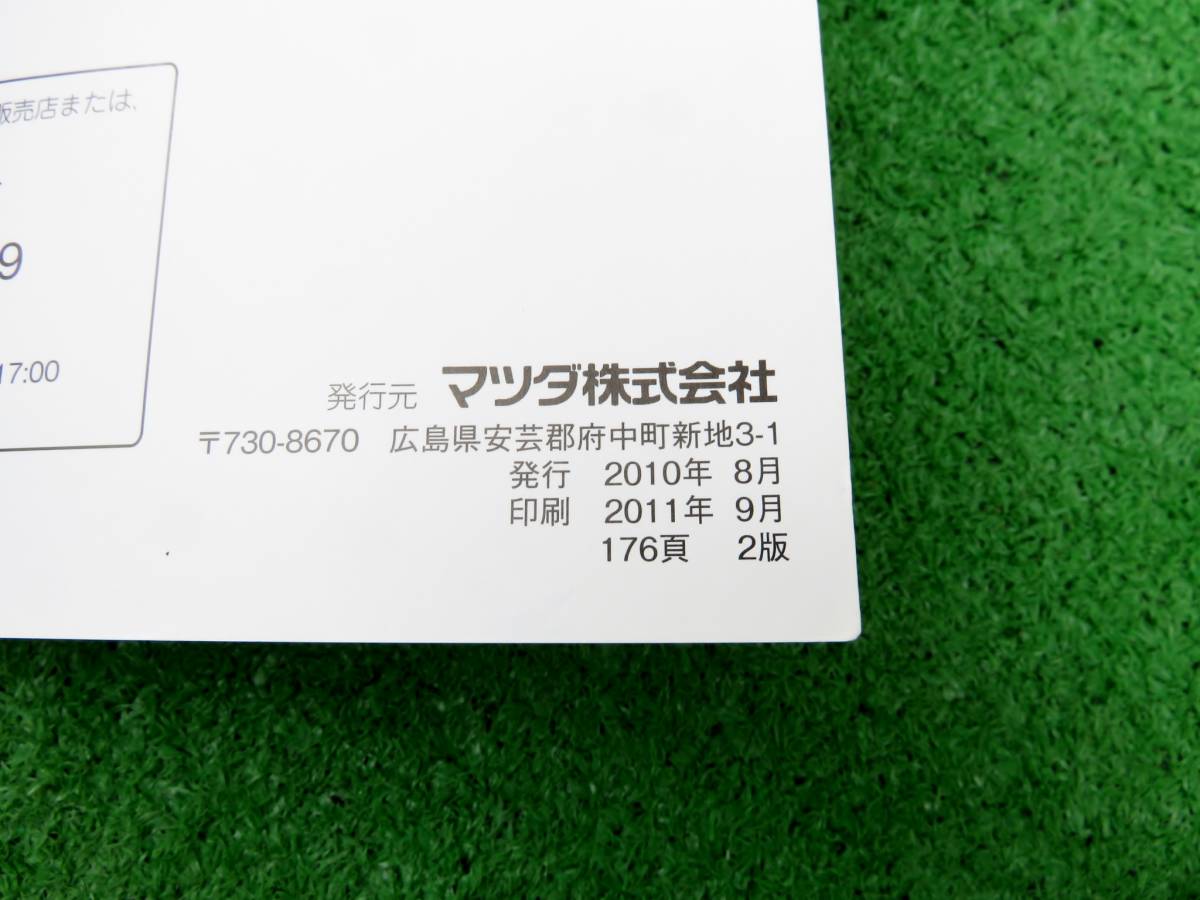 販売店または、
9
17:00
発行元 マツダ株式会社
〒730-8670 広島県安芸郡府中町新地3-1
発行 2010年 8月
印刷 2011年 9月
176頁 2版